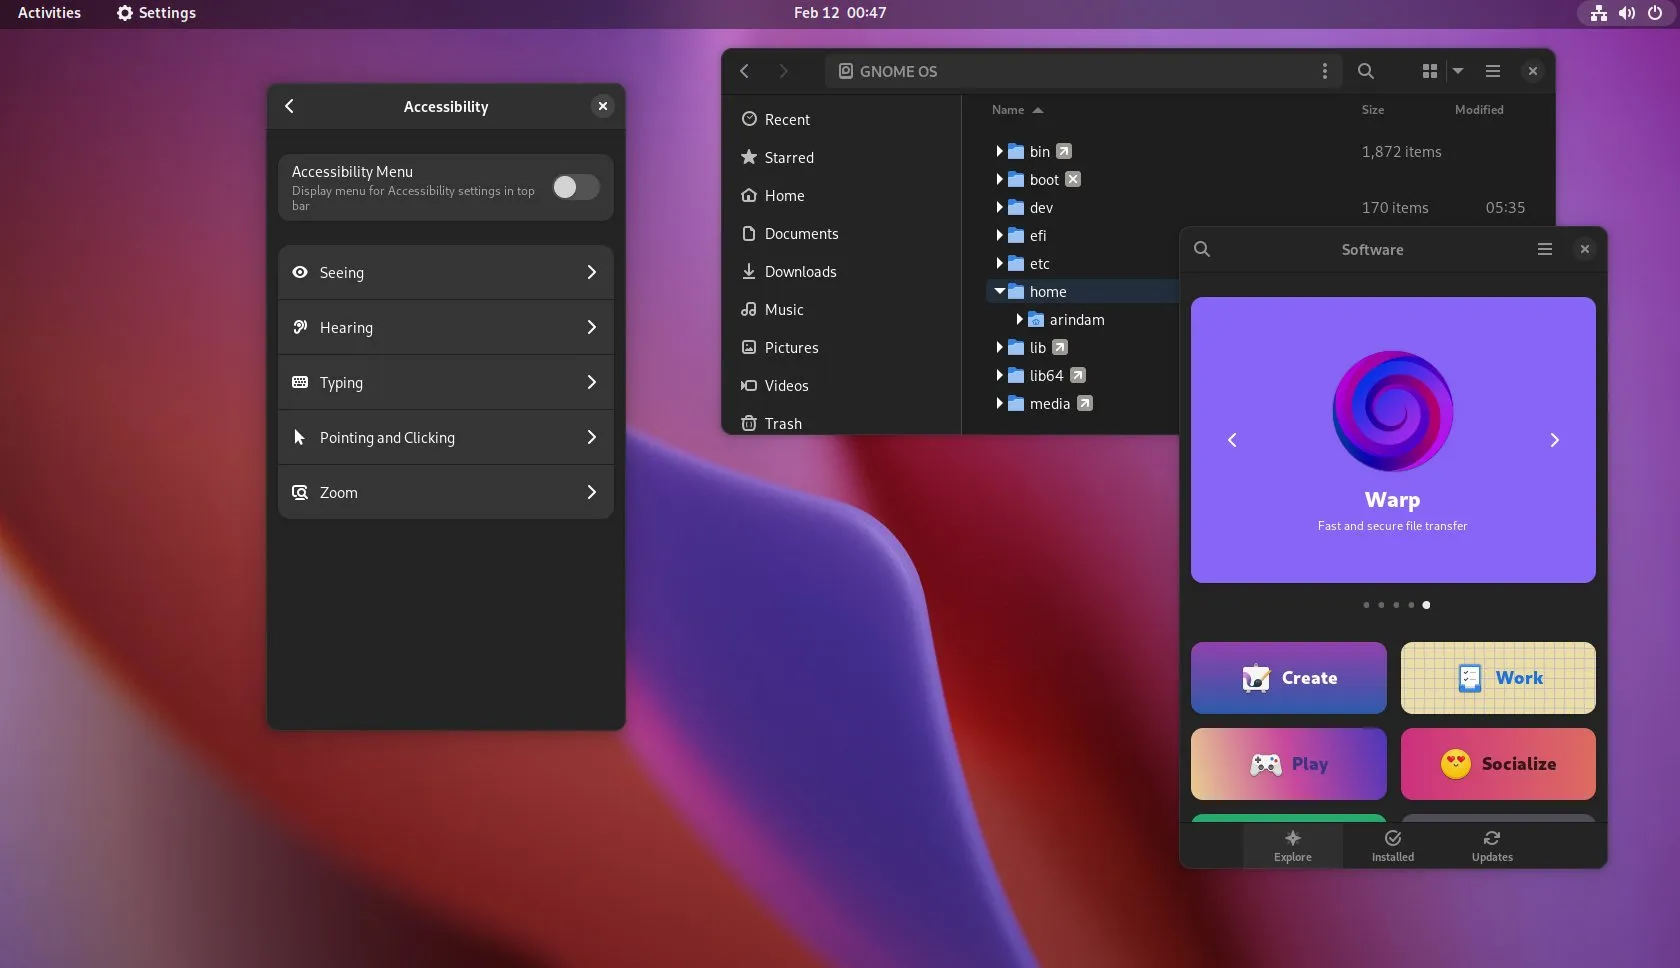 Activities
Settings
Feb 12 00:47
Accessibility
Accessibility Menu
Display menu for Accessibility settings in top
bar
Seeing
Hearing
Typing
Pointing and Clicking
Zoom
GNOME OS
Recent
Starred
Home
Documents
Downloads
Music
Pictures
Videos
Trash
Name Size Modified
bin 1,872 items
boot
dev 170 items 05:35
efi
etc
home
arindam
lib
lib64
media
Software
Warp
Fast and secure file transfer
Create
Work
Play
Socialize
Explore
Installed
Updates